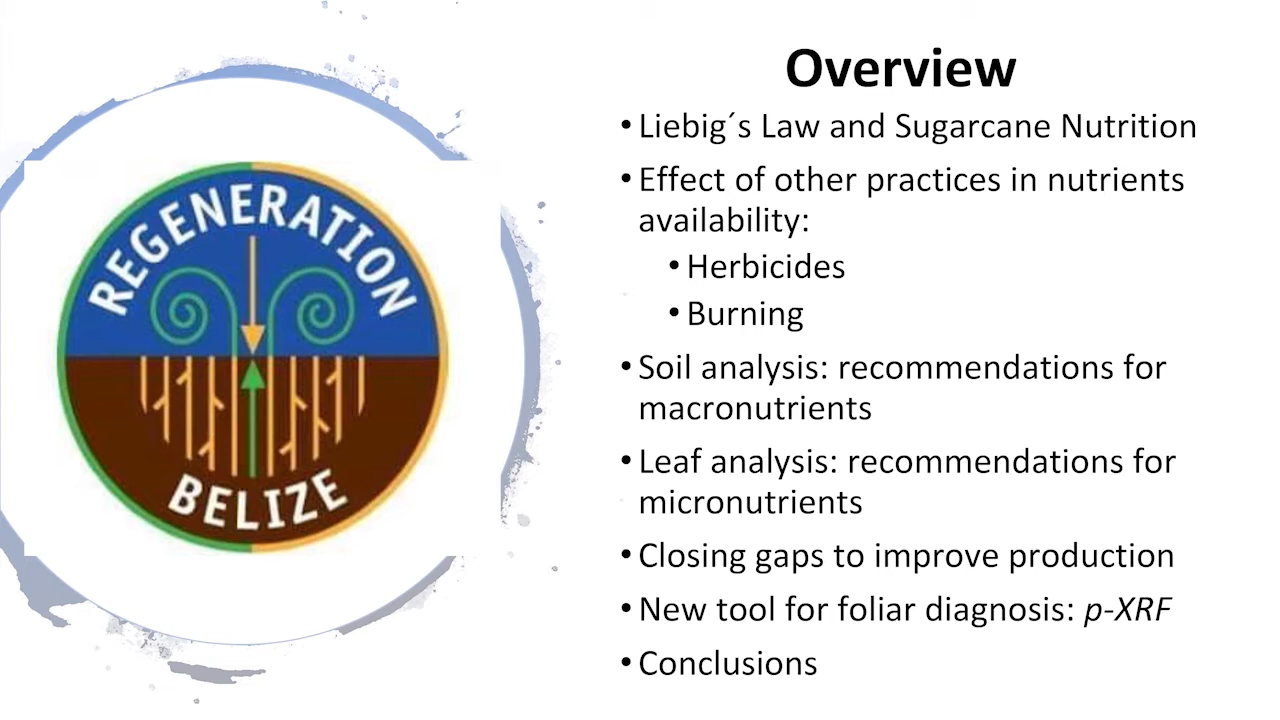 REGENERATION
BELIZE
Overview
• Liebig´s Law and Sugarcane Nutrition
• Effect of other practices in nutrients
availability:
• Herbicides
• Burning
• Soil analysis: recommendations for
macronutrients
• Leaf analysis: recommendations for
micronutrients
• Closing gaps to improve production
• New tool for foliar diagnosis: p-XRF
• Conclusions